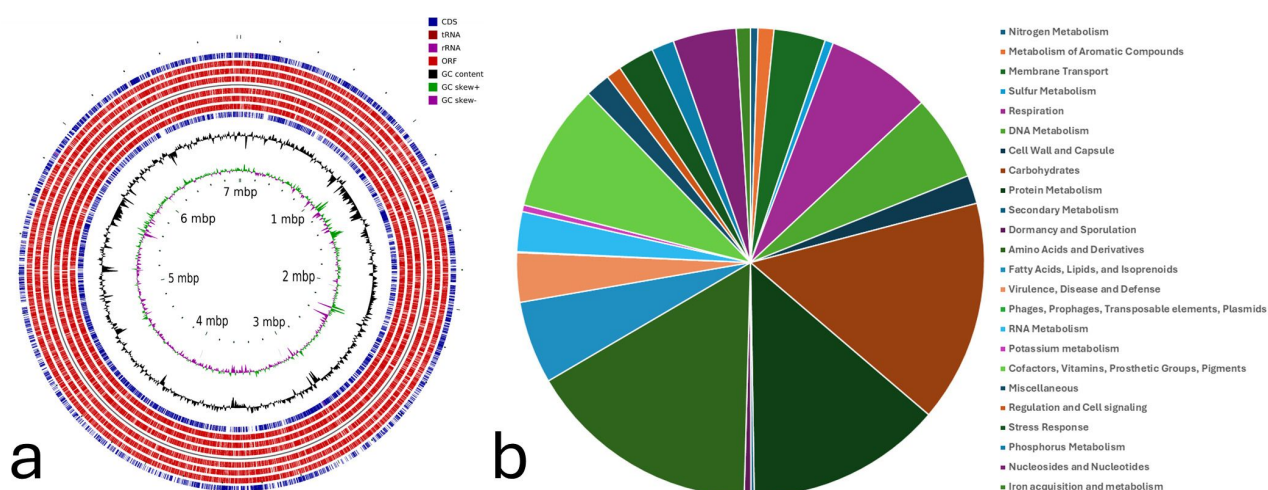 CDS
tRNA
rRNA
ORF
GC content
GC skew+
GC skew-
7 mbp
6 mbp
1 mbp
5 mbp
2 mbp
4 mbp
3 mbp
a
b
Nitrogen Metabolism
Metabolism of Aromatic Compounds
Membrane Transport
Sulfur Metabolism
Respiration
DNA Metabolism
Cell Wall and Capsule
Carbohydrates
Protein Metabolism
Secondary Metabolism
Dormancy and Sporulation
Amino Acids and Derivatives
Fatty Acids, Lipids, and Isoprenoids
Virulence, Disease and Defense
Phages, Prophages, Transposable elements, Plasmids
RNA Metabolism
Potassium metabolism
Cofactors, Vitamins, Prosthetic Groups, Pigments
Miscellaneous
Regulation and Cell signaling
Stress Response
Phosphorus Metabolism
Nucleosides and Nucleotides
Iron acquisition and metabolism